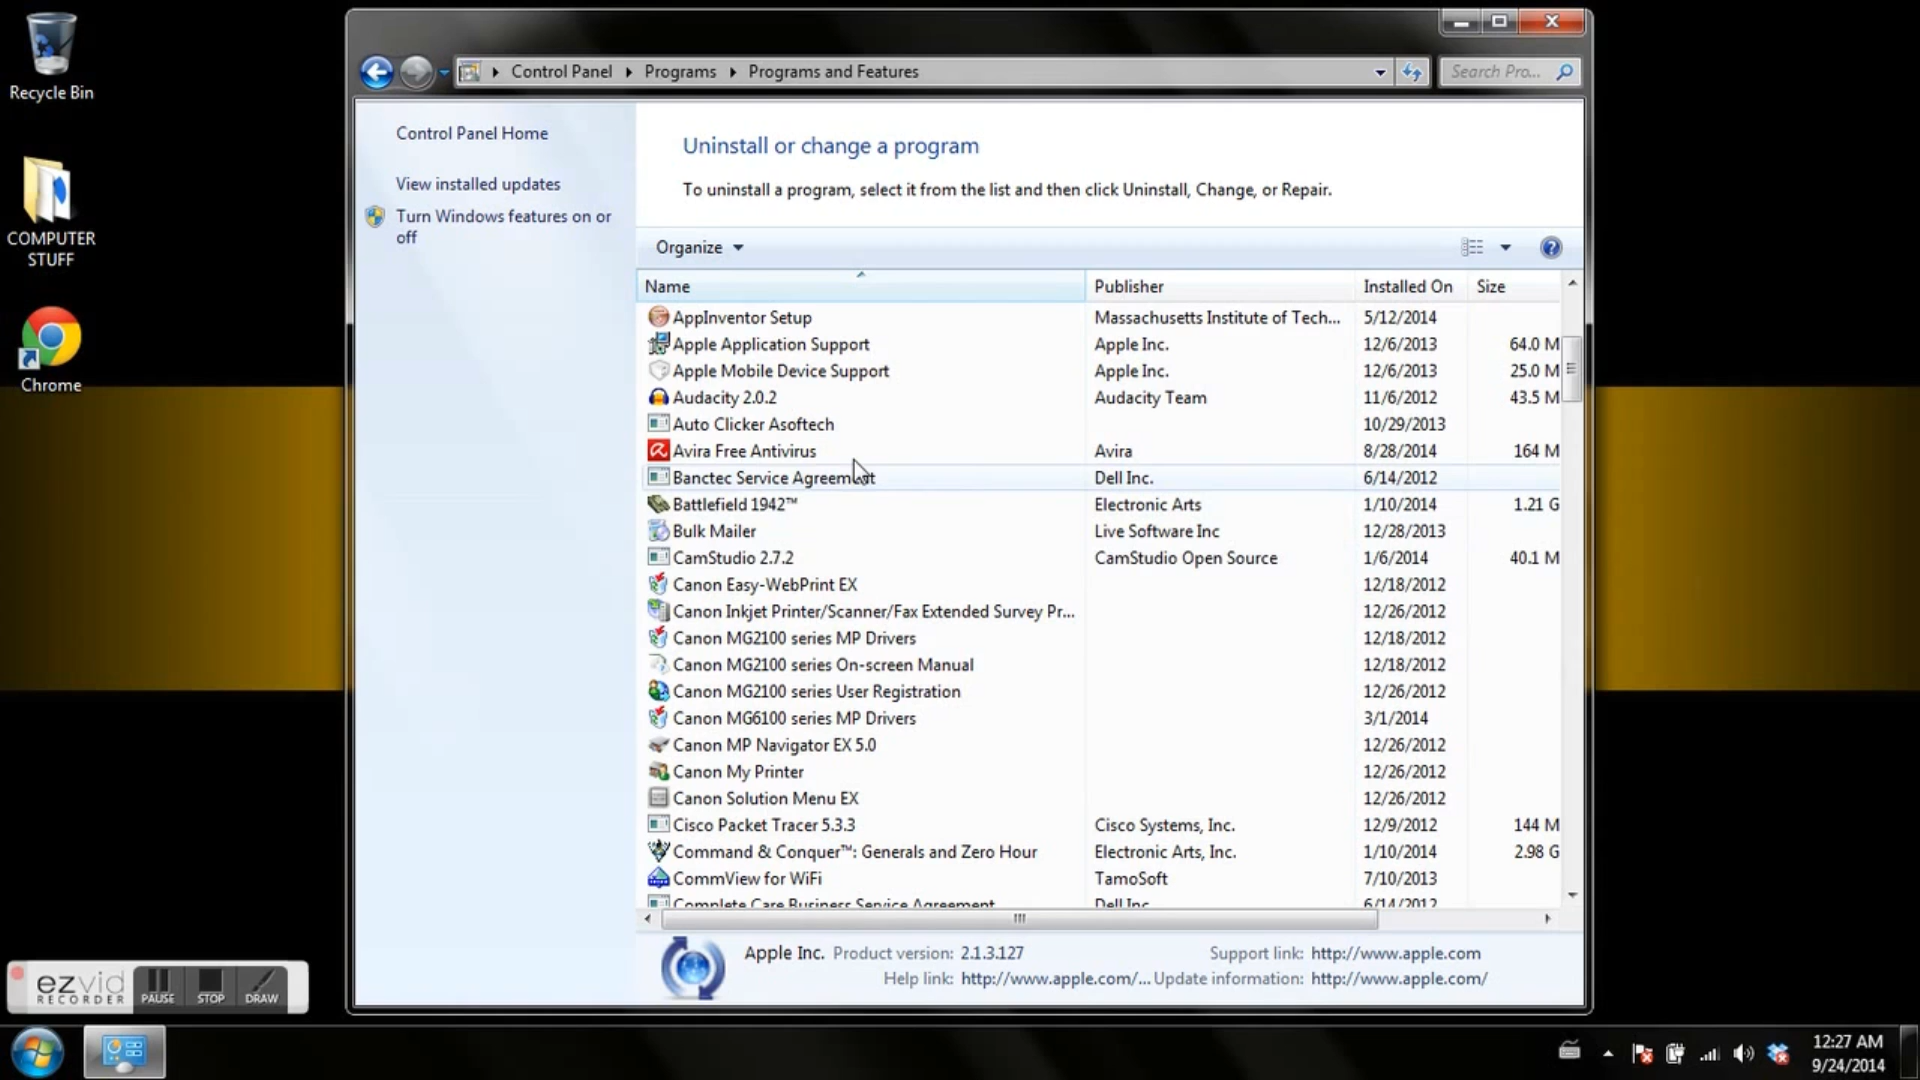 Recycle Bin
COMPUTER
STUFF
Chrome
Control Panel
Programs
Programs and Features
Search Pro...
Control Panel Home
View installed updates
Turn Windows features on or
off
Uninstall or change a program
To uninstall a program, select it from the list and then click Uninstall, Change, or Repair.
Organize
Name Publisher Installed On Size
AppInventor Setup Massachusetts Institute of Tech... 5/12/2014
Apple Application Support Apple Inc. 12/6/2013 64.0 M
Apple Mobile Device Support Apple Inc. 12/6/2013 25.0 M
Audacity 2.0.2 Audacity Team 11/6/2012 43.5 M
Auto Clicker Asoftech 10/29/2013
Avira Free Antivirus Avira 8/28/2014 164 M
Banctec Service Agreement Dell Inc. 6/14/2012
Battlefield 1942™ Electronic Arts 1/10/2014 1.21 G
Bulk Mailer Live Software Inc 12/28/2013
CamStudio 2.7.2 CamStudio Open Source 1/6/2014 40.1 M
Canon Easy-WebPrint EX 12/18/2012
Canon Inkjet Printer/Scanner/Fax Extended Survey Pr... 12/26/2012
Canon MG2100 series MP Drivers 12/18/2012
Canon MG2100 series On-screen Manual 12/18/2012
Canon MG2100 series User Registration 12/26/2012
Canon MG6100 series MP Drivers 3/1/2014
Canon MP Navigator EX 5.0 12/26/2012
Canon My Printer 12/26/2012
Canon Solution Menu EX 12/26/2012
Cisco Packet Tracer 5.3.3 Cisco Systems, Inc. 12/9/2012 144 M
Command & Conquer™: Generals and Zero Hour Electronic Arts, Inc. 1/10/2014 2.98 G
CommView for WiFi TamoSoft 7/10/2013
Complete Care Business Service Agreement Dell Inc. 6/14/2012
Apple Inc. Product version: 2.1.3.127 Support link: http://www.apple.com
Help link: http://www.apple.com/... Update information: http://www.apple.com/
ezvid
RECORDER
PAUSE
STOP
DRAW
12:27 AM
9/24/2014